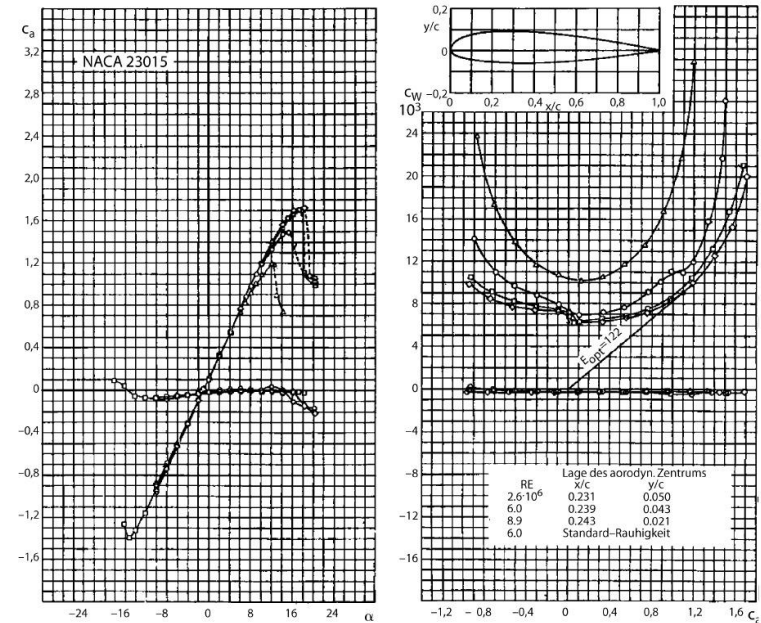 cₐ
3,2
NACA 23015
2,8
2,4
2,0
1,6
1,2
0,8
0,4
0
−0,4
−0,8
−1,2
−1,6
−24 −16 −8 0 8 16 24 α
0,2
y/c
0
−0,2
0 0,2 0,4 0,6 0,8 1,0
x/c
c_W
10³
24
20
16
12
8
4
0
−4
−8
−12
−16
E_opt=122
Lage des aorodyn. Zentrums
RE x/c y/c
2.6·10⁶ 0.231 0.050
6.0 0.239 0.043
8.9 0.243 0.021
6.0 Standard–Rauhigkeit
−1,2 −0,8 −0,4 0 0,4 0,8 1,2 1,6 cₐ